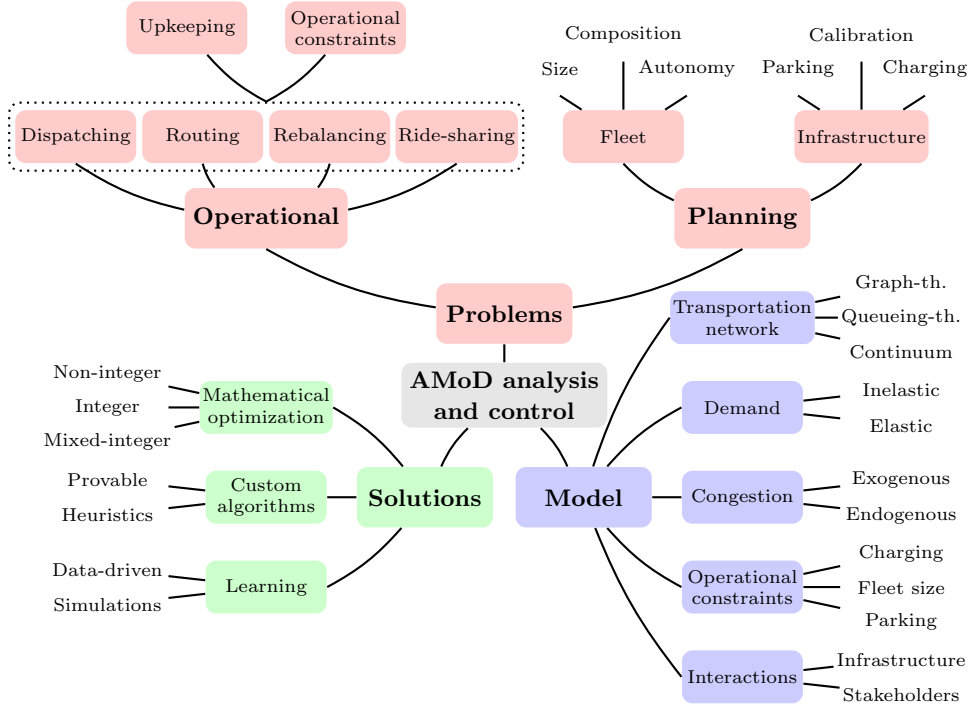 Upkeeping
Operational
constraints
Composition
Calibration
Size
Autonomy
Parking
Charging
Dispatching
Routing
Rebalancing
Ride-sharing
Fleet
Infrastructure
Operational
Planning
Problems
AMoD analysis
and control
Solutions
Model
Mathematical
optimization
Non-integer
Integer
Mixed-integer
Custom
algorithms
Provable
Heuristics
Learning
Data-driven
Simulations
Transportation
network
Graph-th.
Queueing-th.
Continuum
Demand
Inelastic
Elastic
Congestion
Exogenous
Endogenous
Operational
constraints
Charging
Fleet size
Parking
Interactions
Infrastructure
Stakeholders